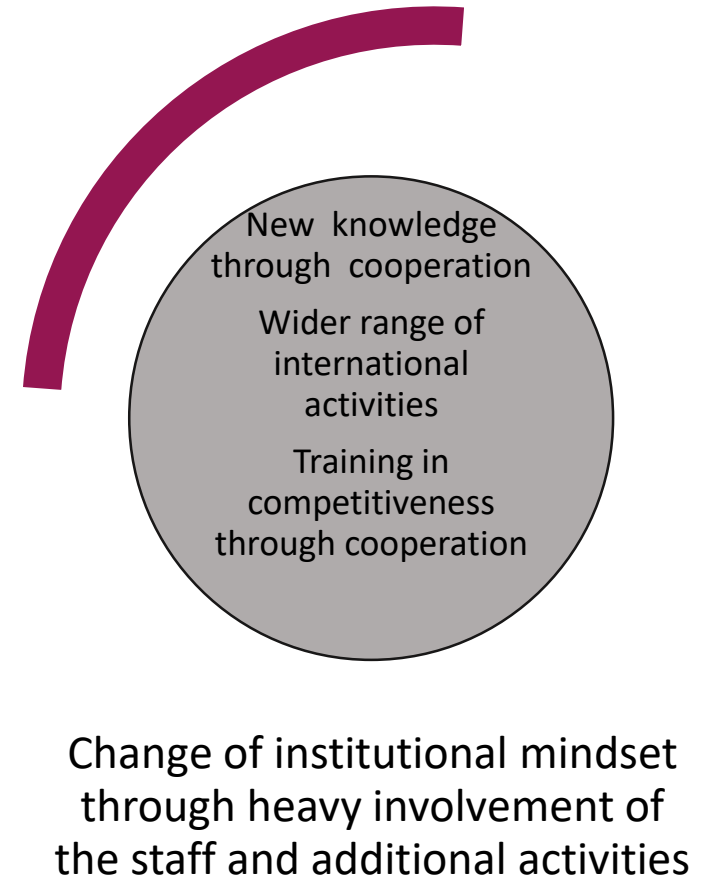 New  knowledge
through  cooperation
Wider range of
international
activities
Training in
competitiveness
through cooperation
Change of institutional mindset
through heavy involvement of
the staff and additional activities